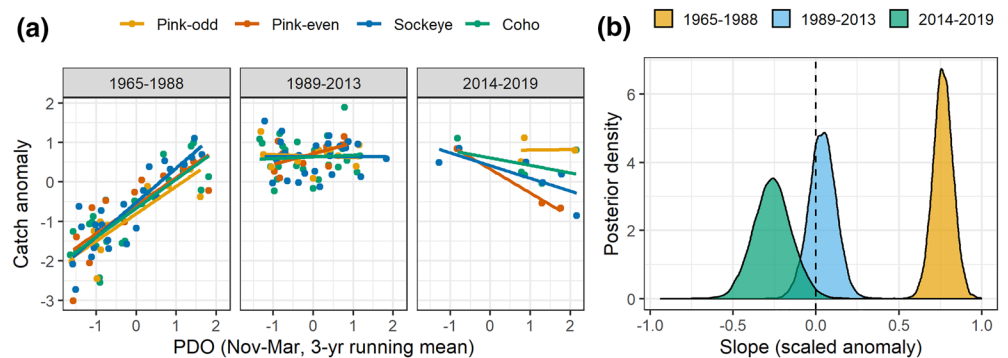 (a)
Pink-odd Pink-even Sockeye Coho
1965-1988 1989-2013 2014-2019
Catch anomaly
2
1
0
-1
-2
-3
-1 0 1 2 -1 0 1 2 -1 0 1 2
PDO (Nov-Mar, 3-yr running mean)
(b)
1965-1988 1989-2013 2014-2019
Posterior density
6
4
2
0
-1.0 -0.5 0.0 0.5 1.0
Slope (scaled anomaly)